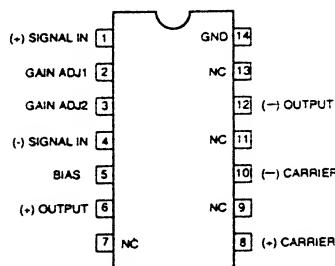 (+) SIGNAL IN 1 GND 14
GAIN ADJ1 2 NC 13
GAIN ADJ2 3 12 (—) OUTPUT
(-) SIGNAL IN 4 NC 11
BIAS 5 10 (—) CARRIER
(+) OUTPUT 6 NC 9
7 NC 8 (+) CARRIER